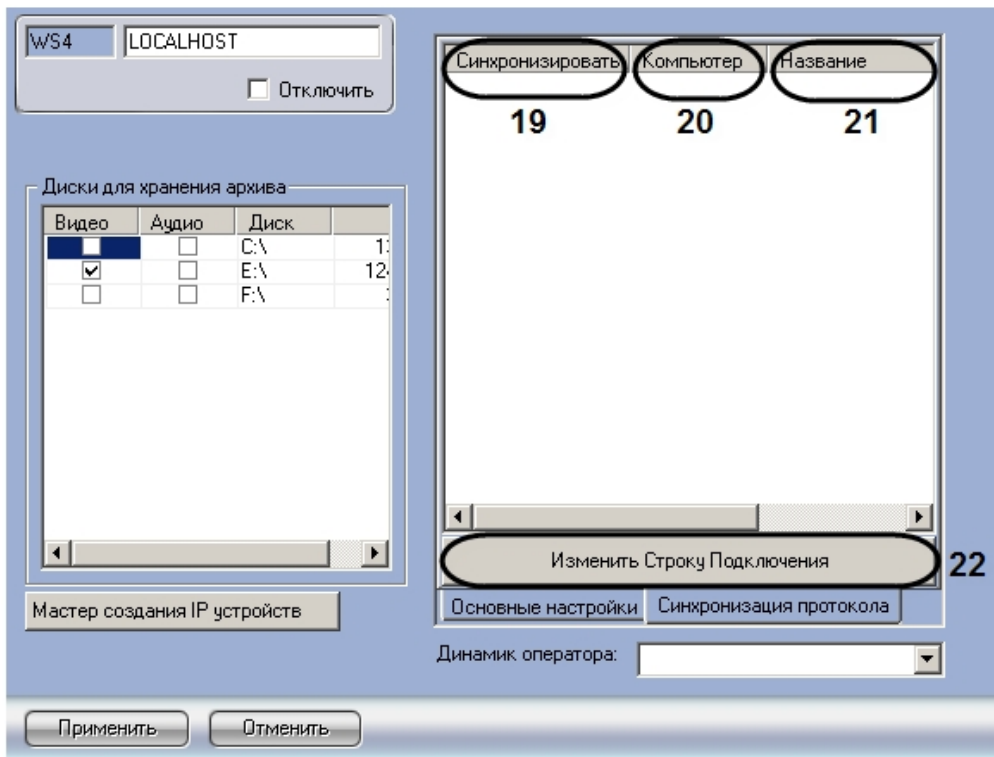 WS4 LOCALHOST
Отключить
Диски для хранения архива
Видео Аудио Диск
C:\
E:\
F:\
Мастер создания IP устройств
Синхронизировать Компьютер Название
19 20 21
Изменить Строку Подключения 22
Основные настройки Синхронизация протокола
Динамик оператора:
Применить Отменить